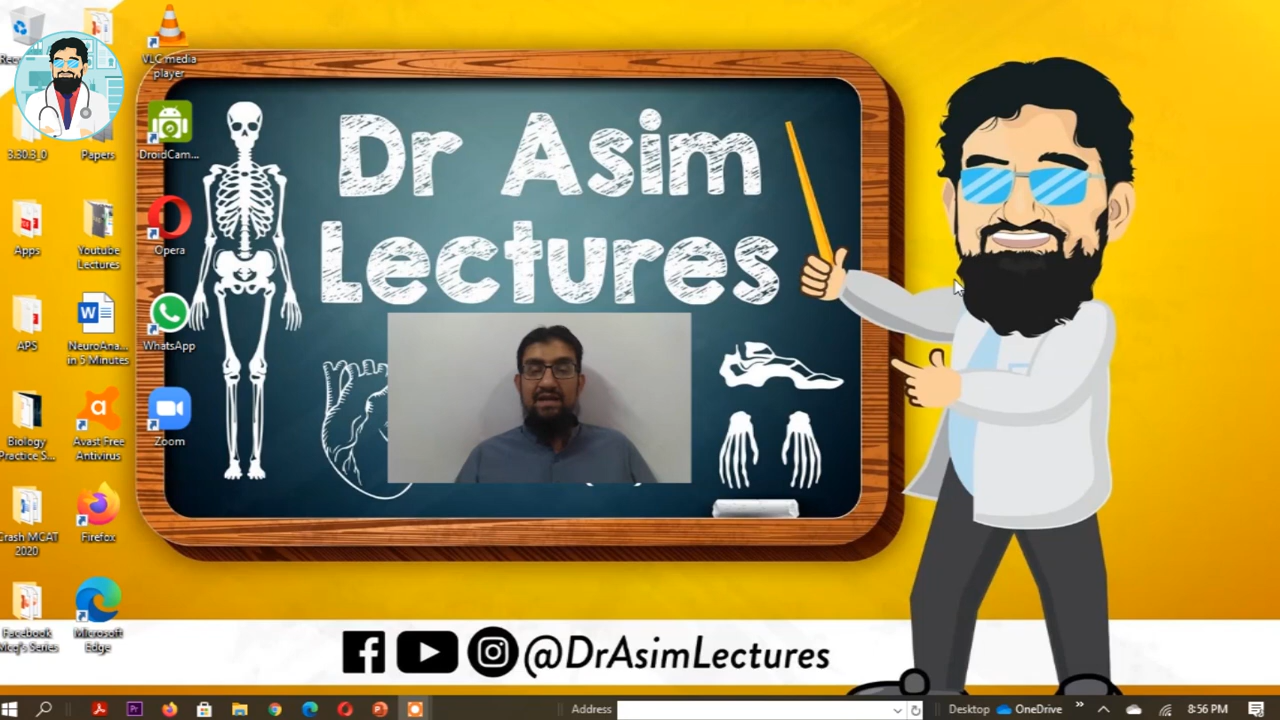 Dr Asim
Lectures
@DrAsimLectures
VLC media
player
3.30.3_0
Papers
DroidCam...
Apps
Youtube
Lectures
Opera
APS
NeuroAna...
in 5 Minutes
WhatsApp
Biology
Practice S...
Avast Free
Antivirus
Zoom
Crash MCAT
2020
Firefox
Facebook
Mcq's Series
Microsoft
Edge
Address
Desktop
OneDrive
8:56 PM